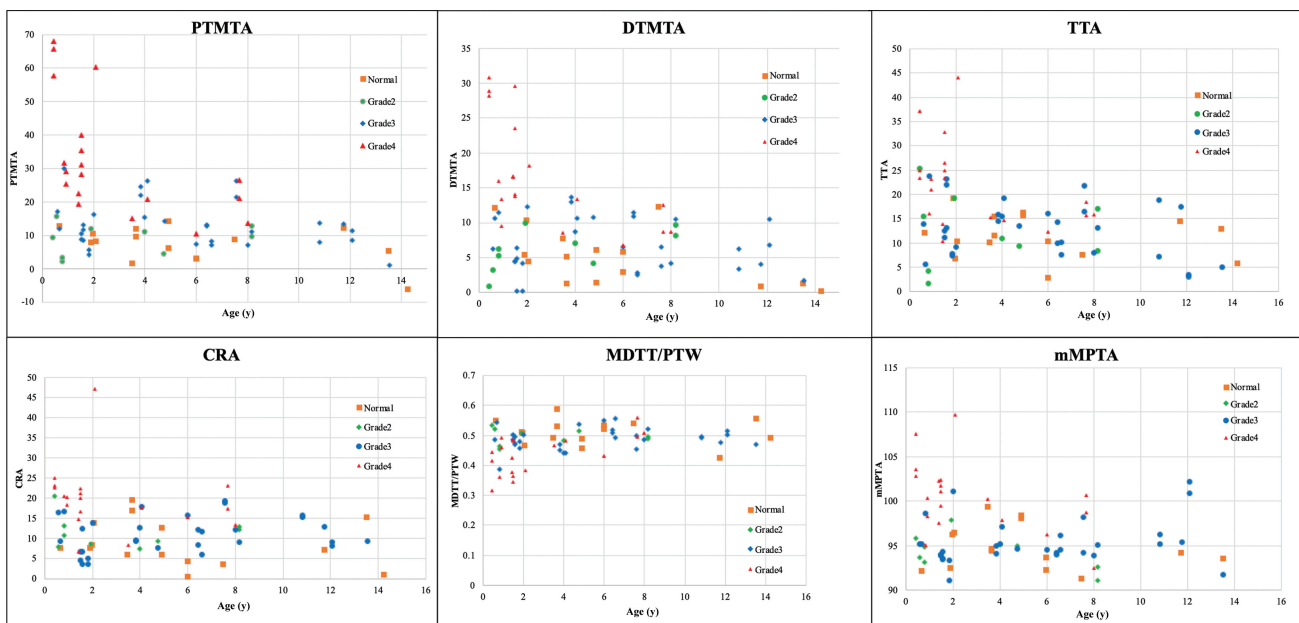 PTMTA
70
60
50
40
30
20
10
0
-10
PTMTA
0 2 4 6 8 10 12 14
Age (y)
Normal
Grade2
Grade3
Grade4
DTMTA
35
30
25
20
15
10
5
0
DTMTA
0 2 4 6 8 10 12 14
Age (y)
Normal
Grade2
Grade3
Grade4
TTA
50
45
40
35
30
25
20
15
10
5
0
TTA
0 2 4 6 8 10 12 14 16
Age (y)
Normal
Grade2
Grade3
Grade4
CRA
50
45
40
35
30
25
20
15
10
5
0
CRA
0 2 4 6 8 10 12 14 16
Age (y)
Normal
Grade2
Grade3
Grade4
MDTT/PTW
0.7
0.6
0.5
0.4
0.3
0.2
0.1
0
MDTT/PTW
0 2 4 6 8 10 12 14 16
Age (y)
Normal
Grade2
Grade3
Grade4
mMPTA
115
110
105
100
95
90
mMPTA
0 2 4 6 8 10 12 14 16
Age (y)
Normal
Grade2
Grade3
Grade4